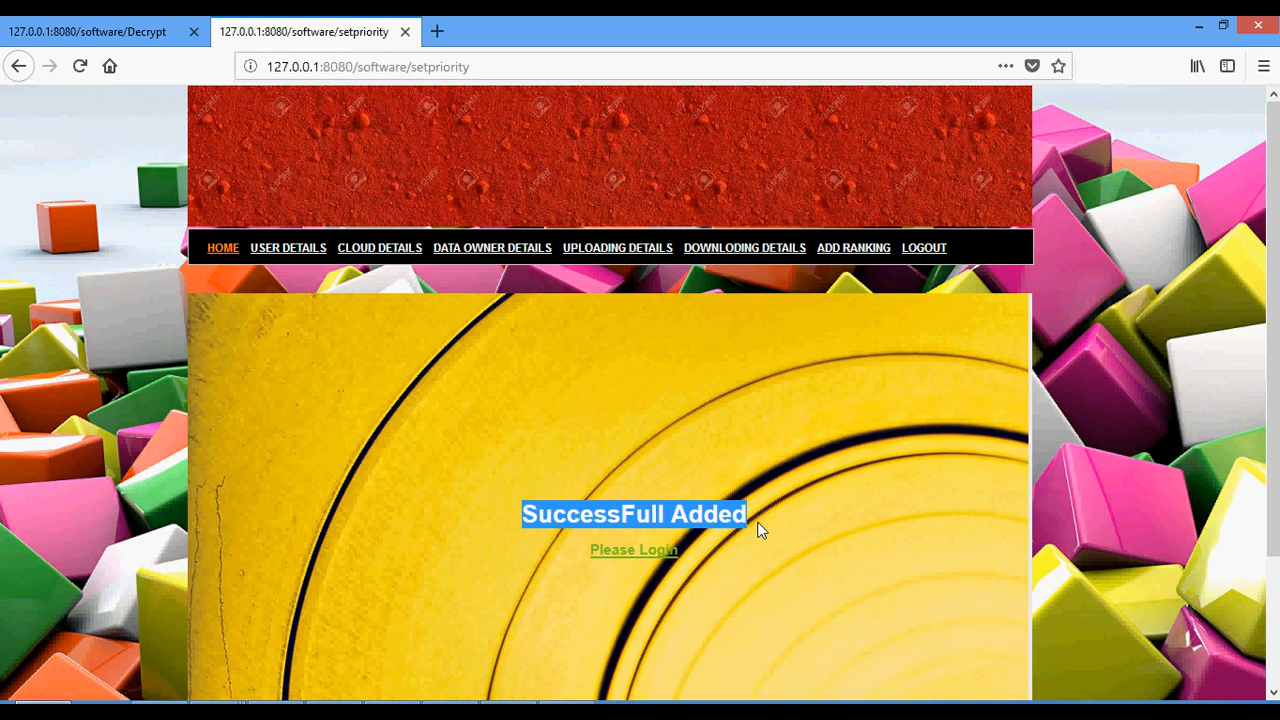 127.0.0.1:8080/software/Decrypt
127.0.0.1:8080/software/setpriority
127.0.0.1:8080/software/setpriority
HOME USER DETAILS CLOUD DETAILS DATA OWNER DETAILS UPLOADING DETAILS DOWNLODING DETAILS ADD RANKING LOGOUT
SuccessFull Added
Please Login